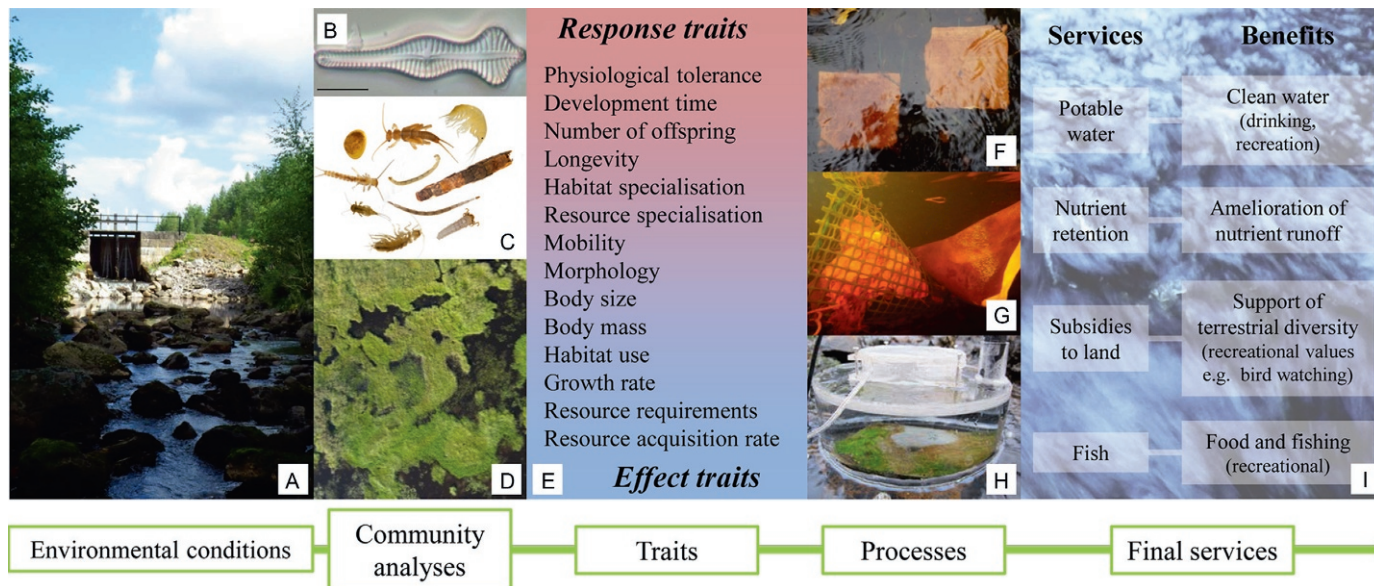 A
B
C
D
Response traits
Physiological tolerance
Development time
Number of offspring
Longevity
Habitat specialisation
Resource specialisation
Mobility
Morphology
Body size
Body mass
Habitat use
Growth rate
Resource requirements
Resource acquisition rate
E
Effect traits
F
G
H
Services
Benefits
Potable
water
Clean water
(drinking,
recreation)
Nutrient
retention
Amelioration of
nutrient runoff
Subsidies
to land
Support of
terrestrial diversity
(recreational values
e.g. bird watching)
Fish
Food and fishing
(recreational)
I
Environmental conditions
Community
analyses
Traits
Processes
Final services